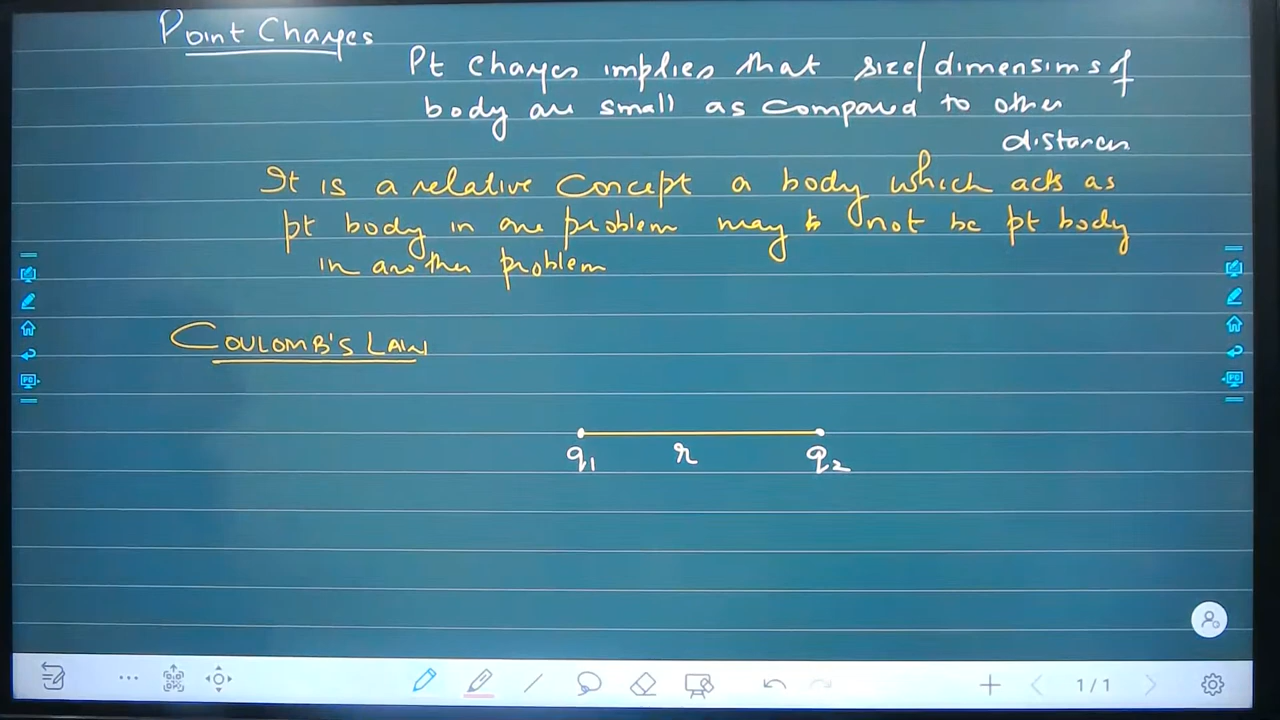 Point Charges
Pt charges implies that size/dimensions of
body are small as compared to other
distances
It is a relative concept a body which acts as
pt body in one problem may not be pt body
in another problem
COULOMB'S LAW
q1 r q2
1/1